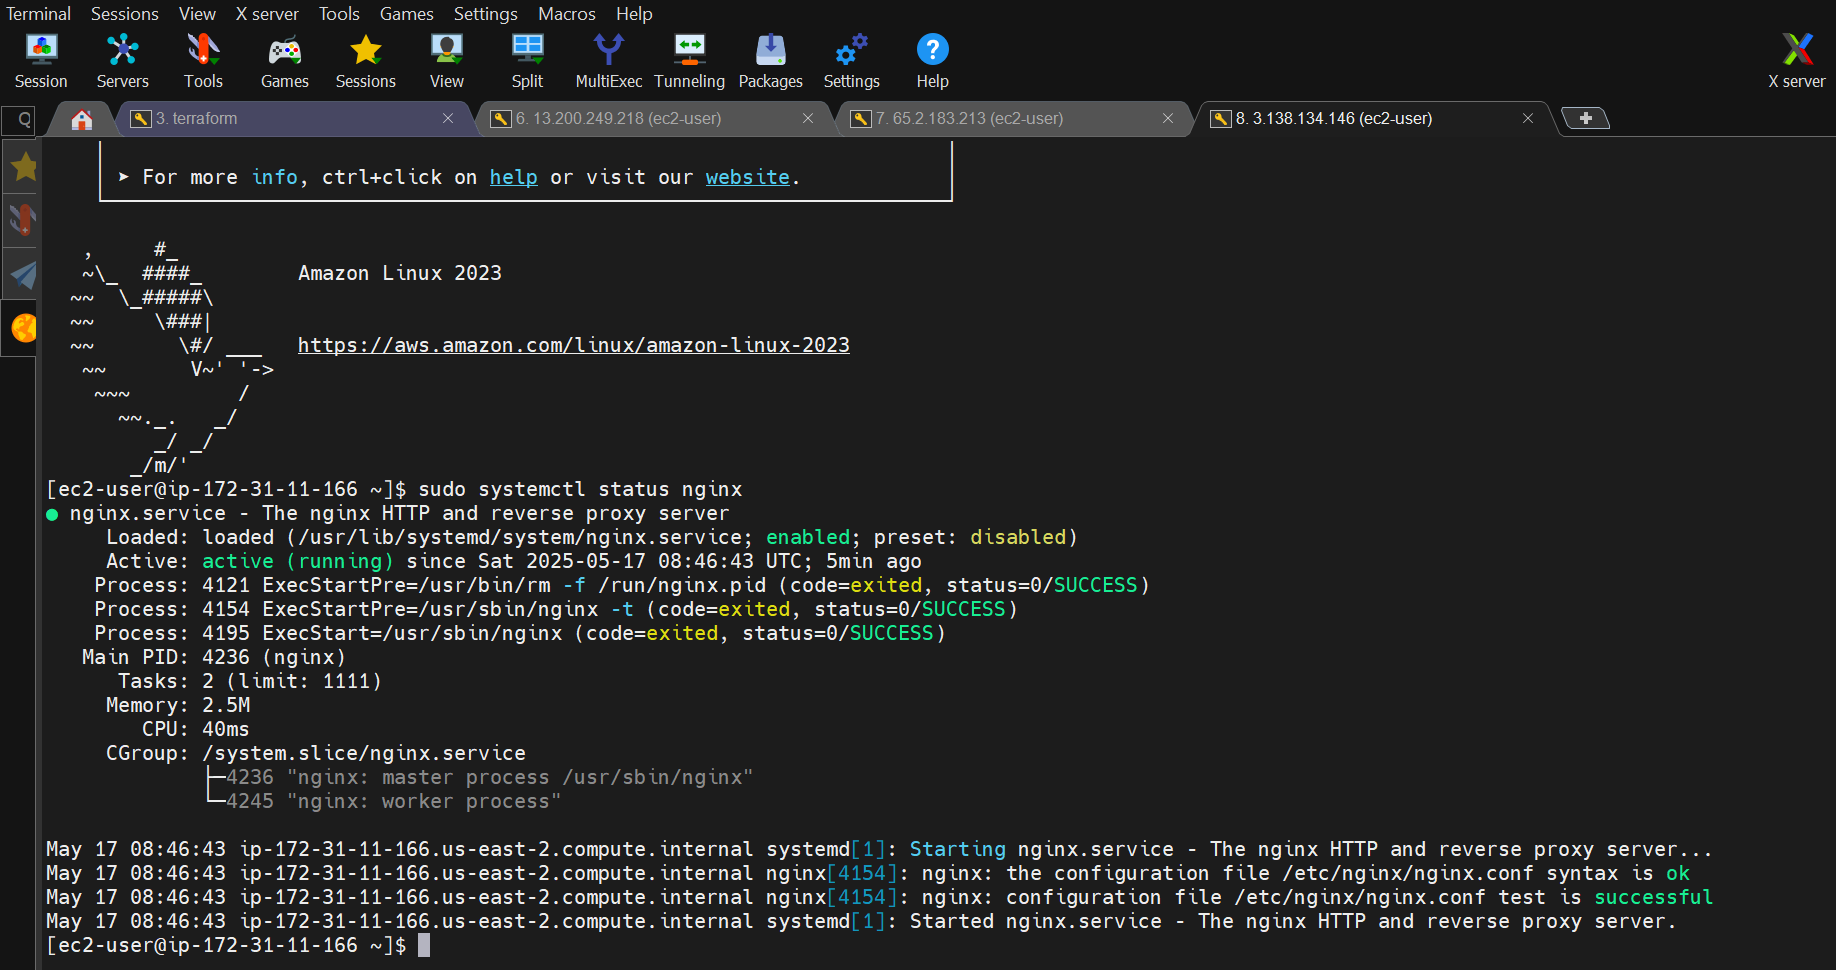 Terminal Sessions View X server Tools Games Settings Macros Help
Session Servers Tools Games Sessions View Split MultiExec Tunneling Packages Settings Help X server
3. terraform 6. 13.200.249.218 (ec2-user) 7. 65.2.183.213 (ec2-user) 8. 3.138.134.146 (ec2-user)
➤ For more info, ctrl+click on help or visit our website.
   ,     #_
   ~\_  ####_        Amazon Linux 2023
  ~~  \_#####\
  ~~     \###|
  ~~       \#/ ___   https://aws.amazon.com/linux/amazon-linux-2023
   ~~       V~' '->
    ~~~         /
      ~~._.   _/
         _/ _/
       _/m/'
[ec2-user@ip-172-31-11-166 ~]$ sudo systemctl status nginx
● nginx.service - The nginx HTTP and reverse proxy server
     Loaded: loaded (/usr/lib/systemd/system/nginx.service; enabled; preset: disabled)
     Active: active (running) since Sat 2025-05-17 08:46:43 UTC; 5min ago
    Process: 4121 ExecStartPre=/usr/bin/rm -f /run/nginx.pid (code=exited, status=0/SUCCESS)
    Process: 4154 ExecStartPre=/usr/sbin/nginx -t (code=exited, status=0/SUCCESS)
    Process: 4195 ExecStart=/usr/sbin/nginx (code=exited, status=0/SUCCESS)
   Main PID: 4236 (nginx)
      Tasks: 2 (limit: 1111)
     Memory: 2.5M
        CPU: 40ms
     CGroup: /system.slice/nginx.service
             ├─4236 "nginx: master process /usr/sbin/nginx"
             └─4245 "nginx: worker process"
May 17 08:46:43 ip-172-31-11-166.us-east-2.compute.internal systemd[1]: Starting nginx.service - The nginx HTTP and reverse proxy server...
May 17 08:46:43 ip-172-31-11-166.us-east-2.compute.internal nginx[4154]: nginx: the configuration file /etc/nginx/nginx.conf syntax is ok
May 17 08:46:43 ip-172-31-11-166.us-east-2.compute.internal nginx[4154]: nginx: configuration file /etc/nginx/nginx.conf test is successful
May 17 08:46:43 ip-172-31-11-166.us-east-2.compute.internal systemd[1]: Started nginx.service - The nginx HTTP and reverse proxy server.
[ec2-user@ip-172-31-11-166 ~]$